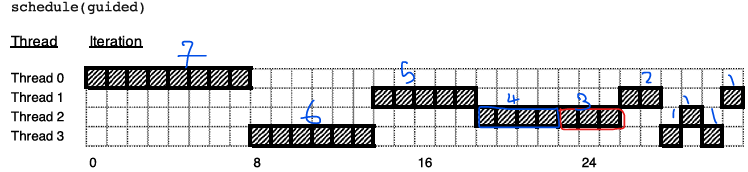 schedule(guided)
Thread Iteration
7
Thread 0
5 2 1
Thread 1
4 3 1
Thread 2
6 1 1
Thread 3
0 8 16 24